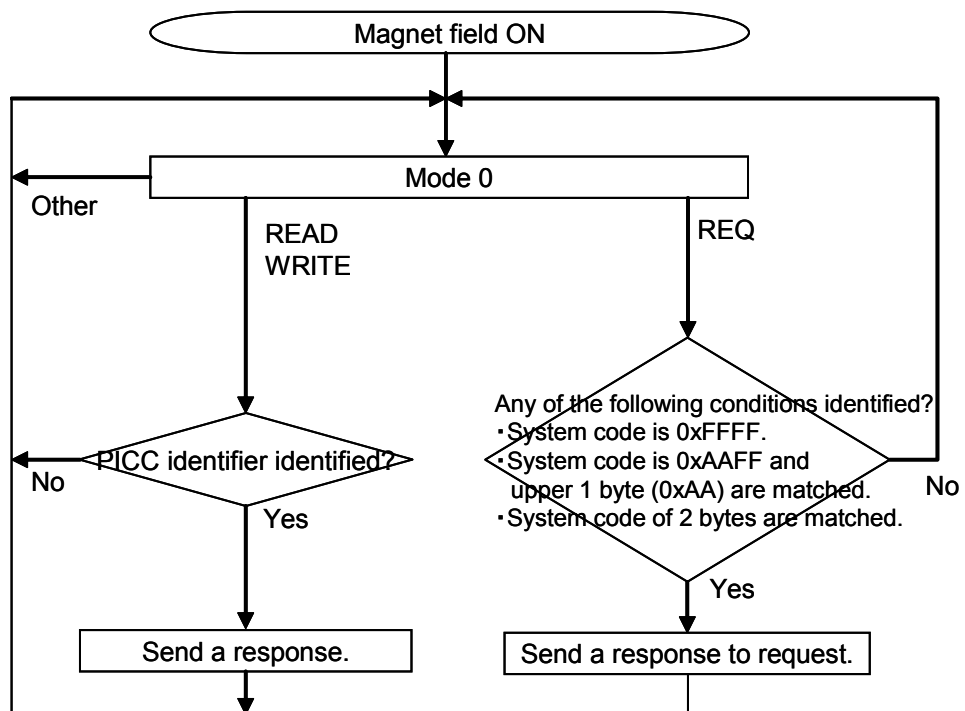 Magnet field ON
Mode 0
Other
READ
WRITE
REQ
Any of the following conditions identified?
・System code is 0xFFFF.
・System code is 0xAAFF and
upper 1 byte (0xAA) are matched.
・System code of 2 bytes are matched.
PICC identifier identified?
No
No
Yes
Yes
Send a response.
Send a response to request.